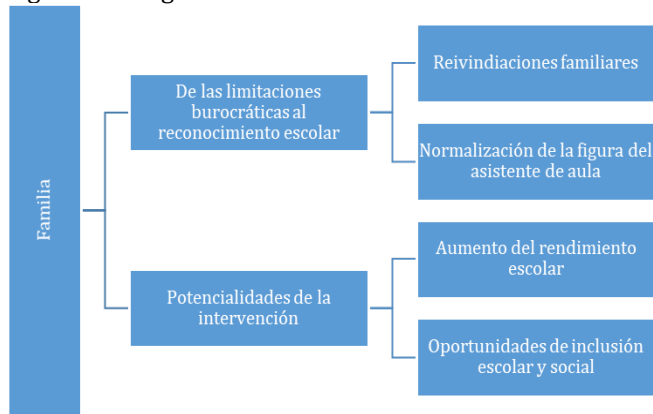 Familia
De las limitaciones
burocráticas al
reconocimiento escolar
Reivindiaciones familiares
Normalización de la figura del
asistente de aula
Potencialidades de la
intervención
Aumento del rendimiento
escolar
Oportunidades de inclusión
escolar y social